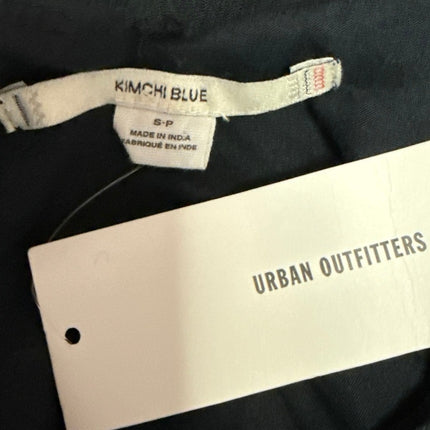 KIMCHI BLUE
S-P
MADE IN INDIA
FABRIQUÉ EN INDE
URBAN OUTFITTERS